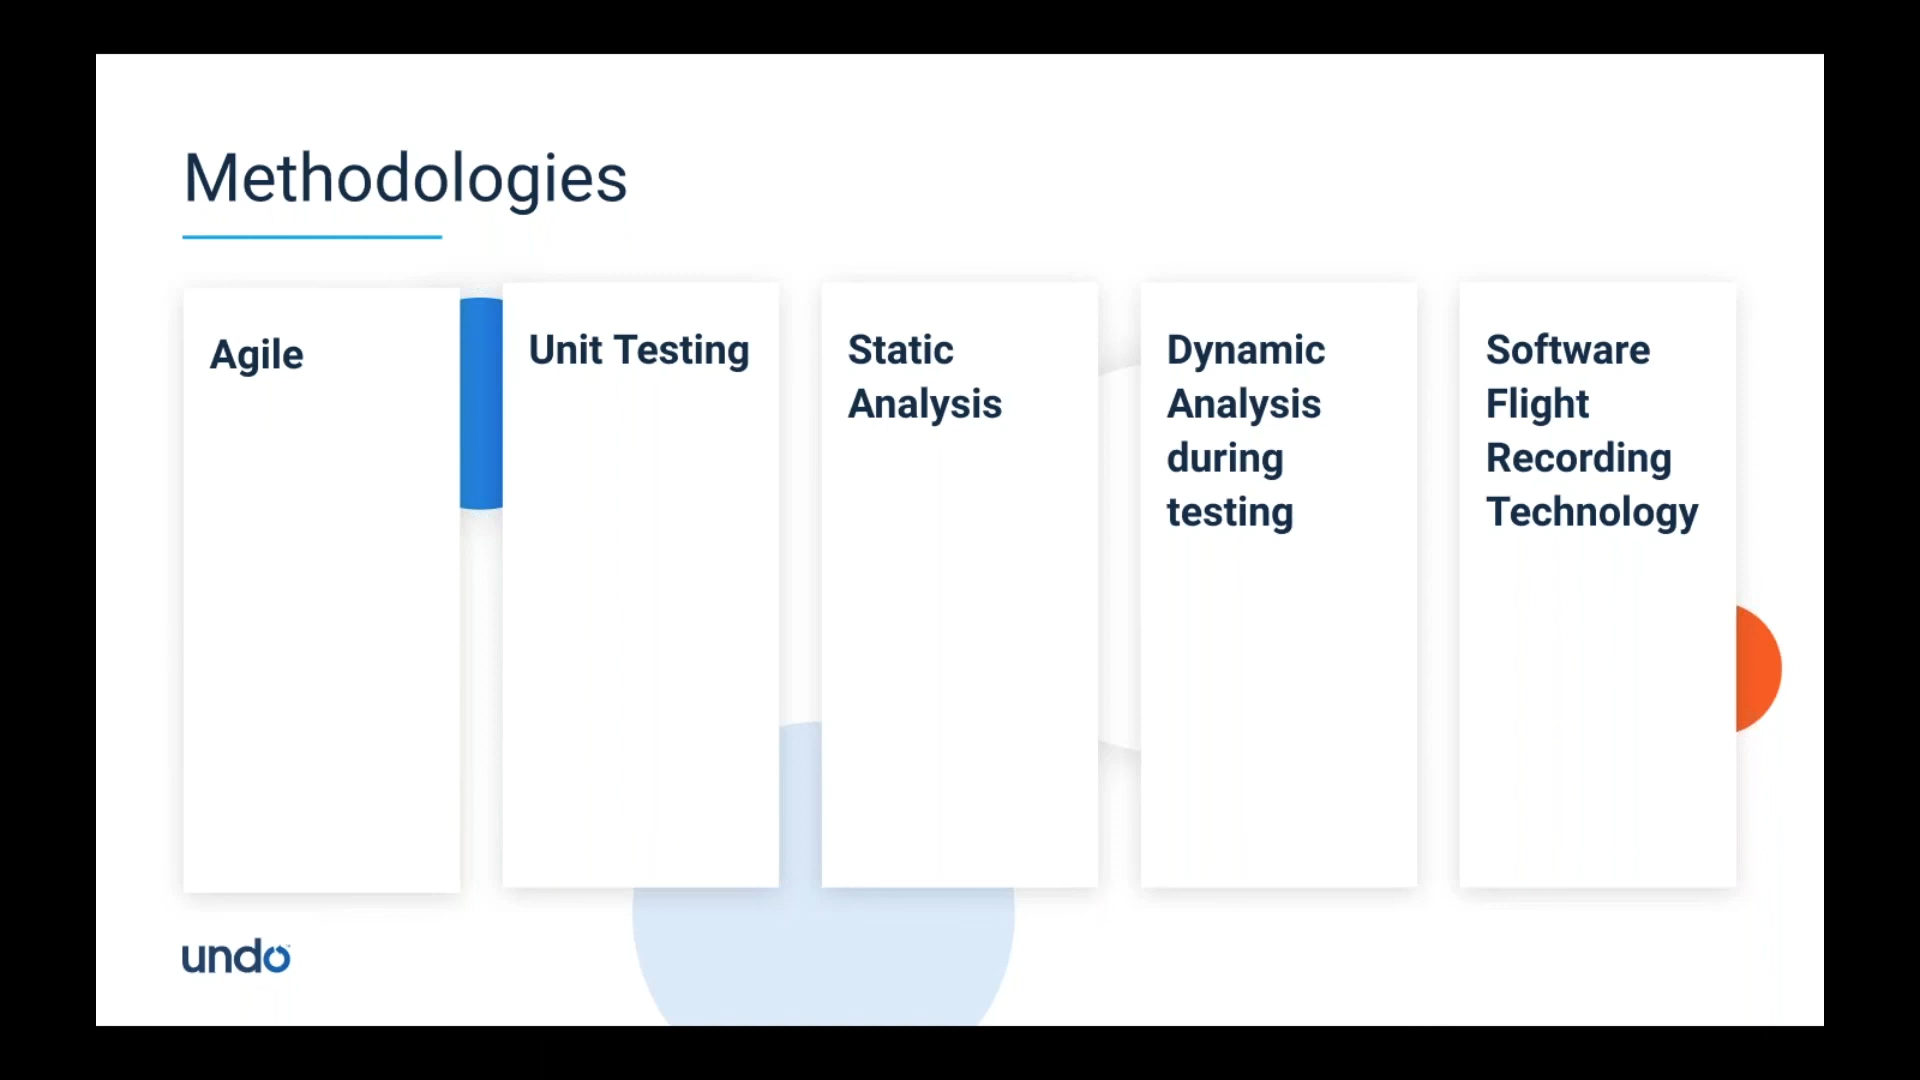 Methodologies
Agile
Unit Testing
Static
Analysis
Dynamic
Analysis
during
testing
Software
Flight
Recording
Technology
undo